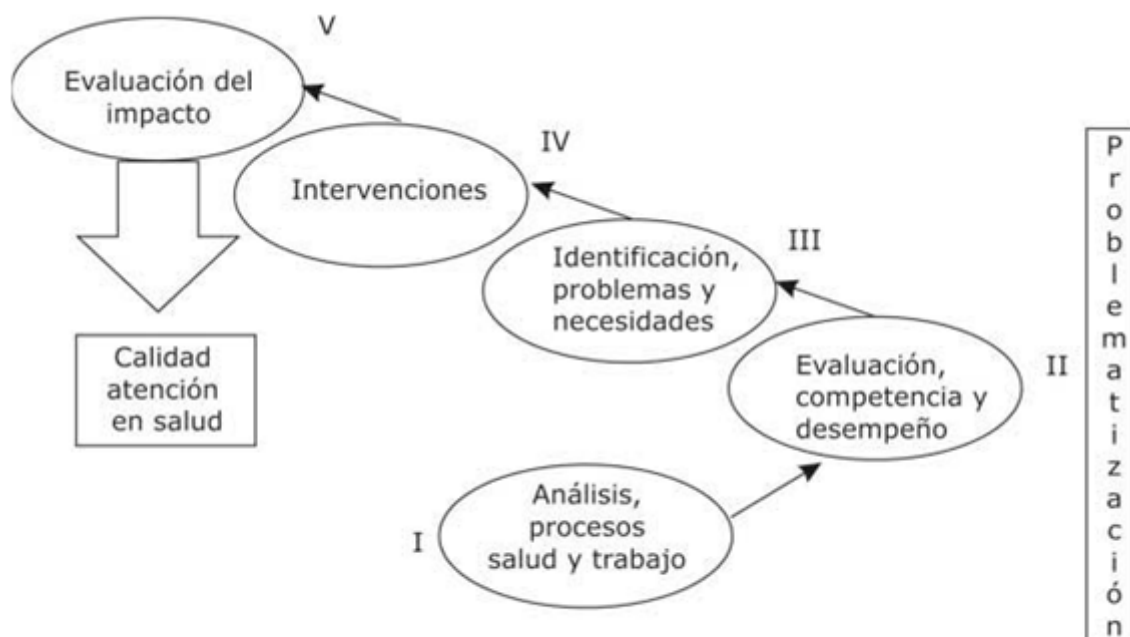 V
Evaluación del
impacto
IV
Intervenciones
III
Identificación,
problemas y
necesidades
II
Evaluación,
competencia y
desempeño
I
Análisis,
procesos
salud y trabajo
Calidad
atención
en salud
P
r
o
b
l
e
m
a
t
i
z
a
c
i
ó
n